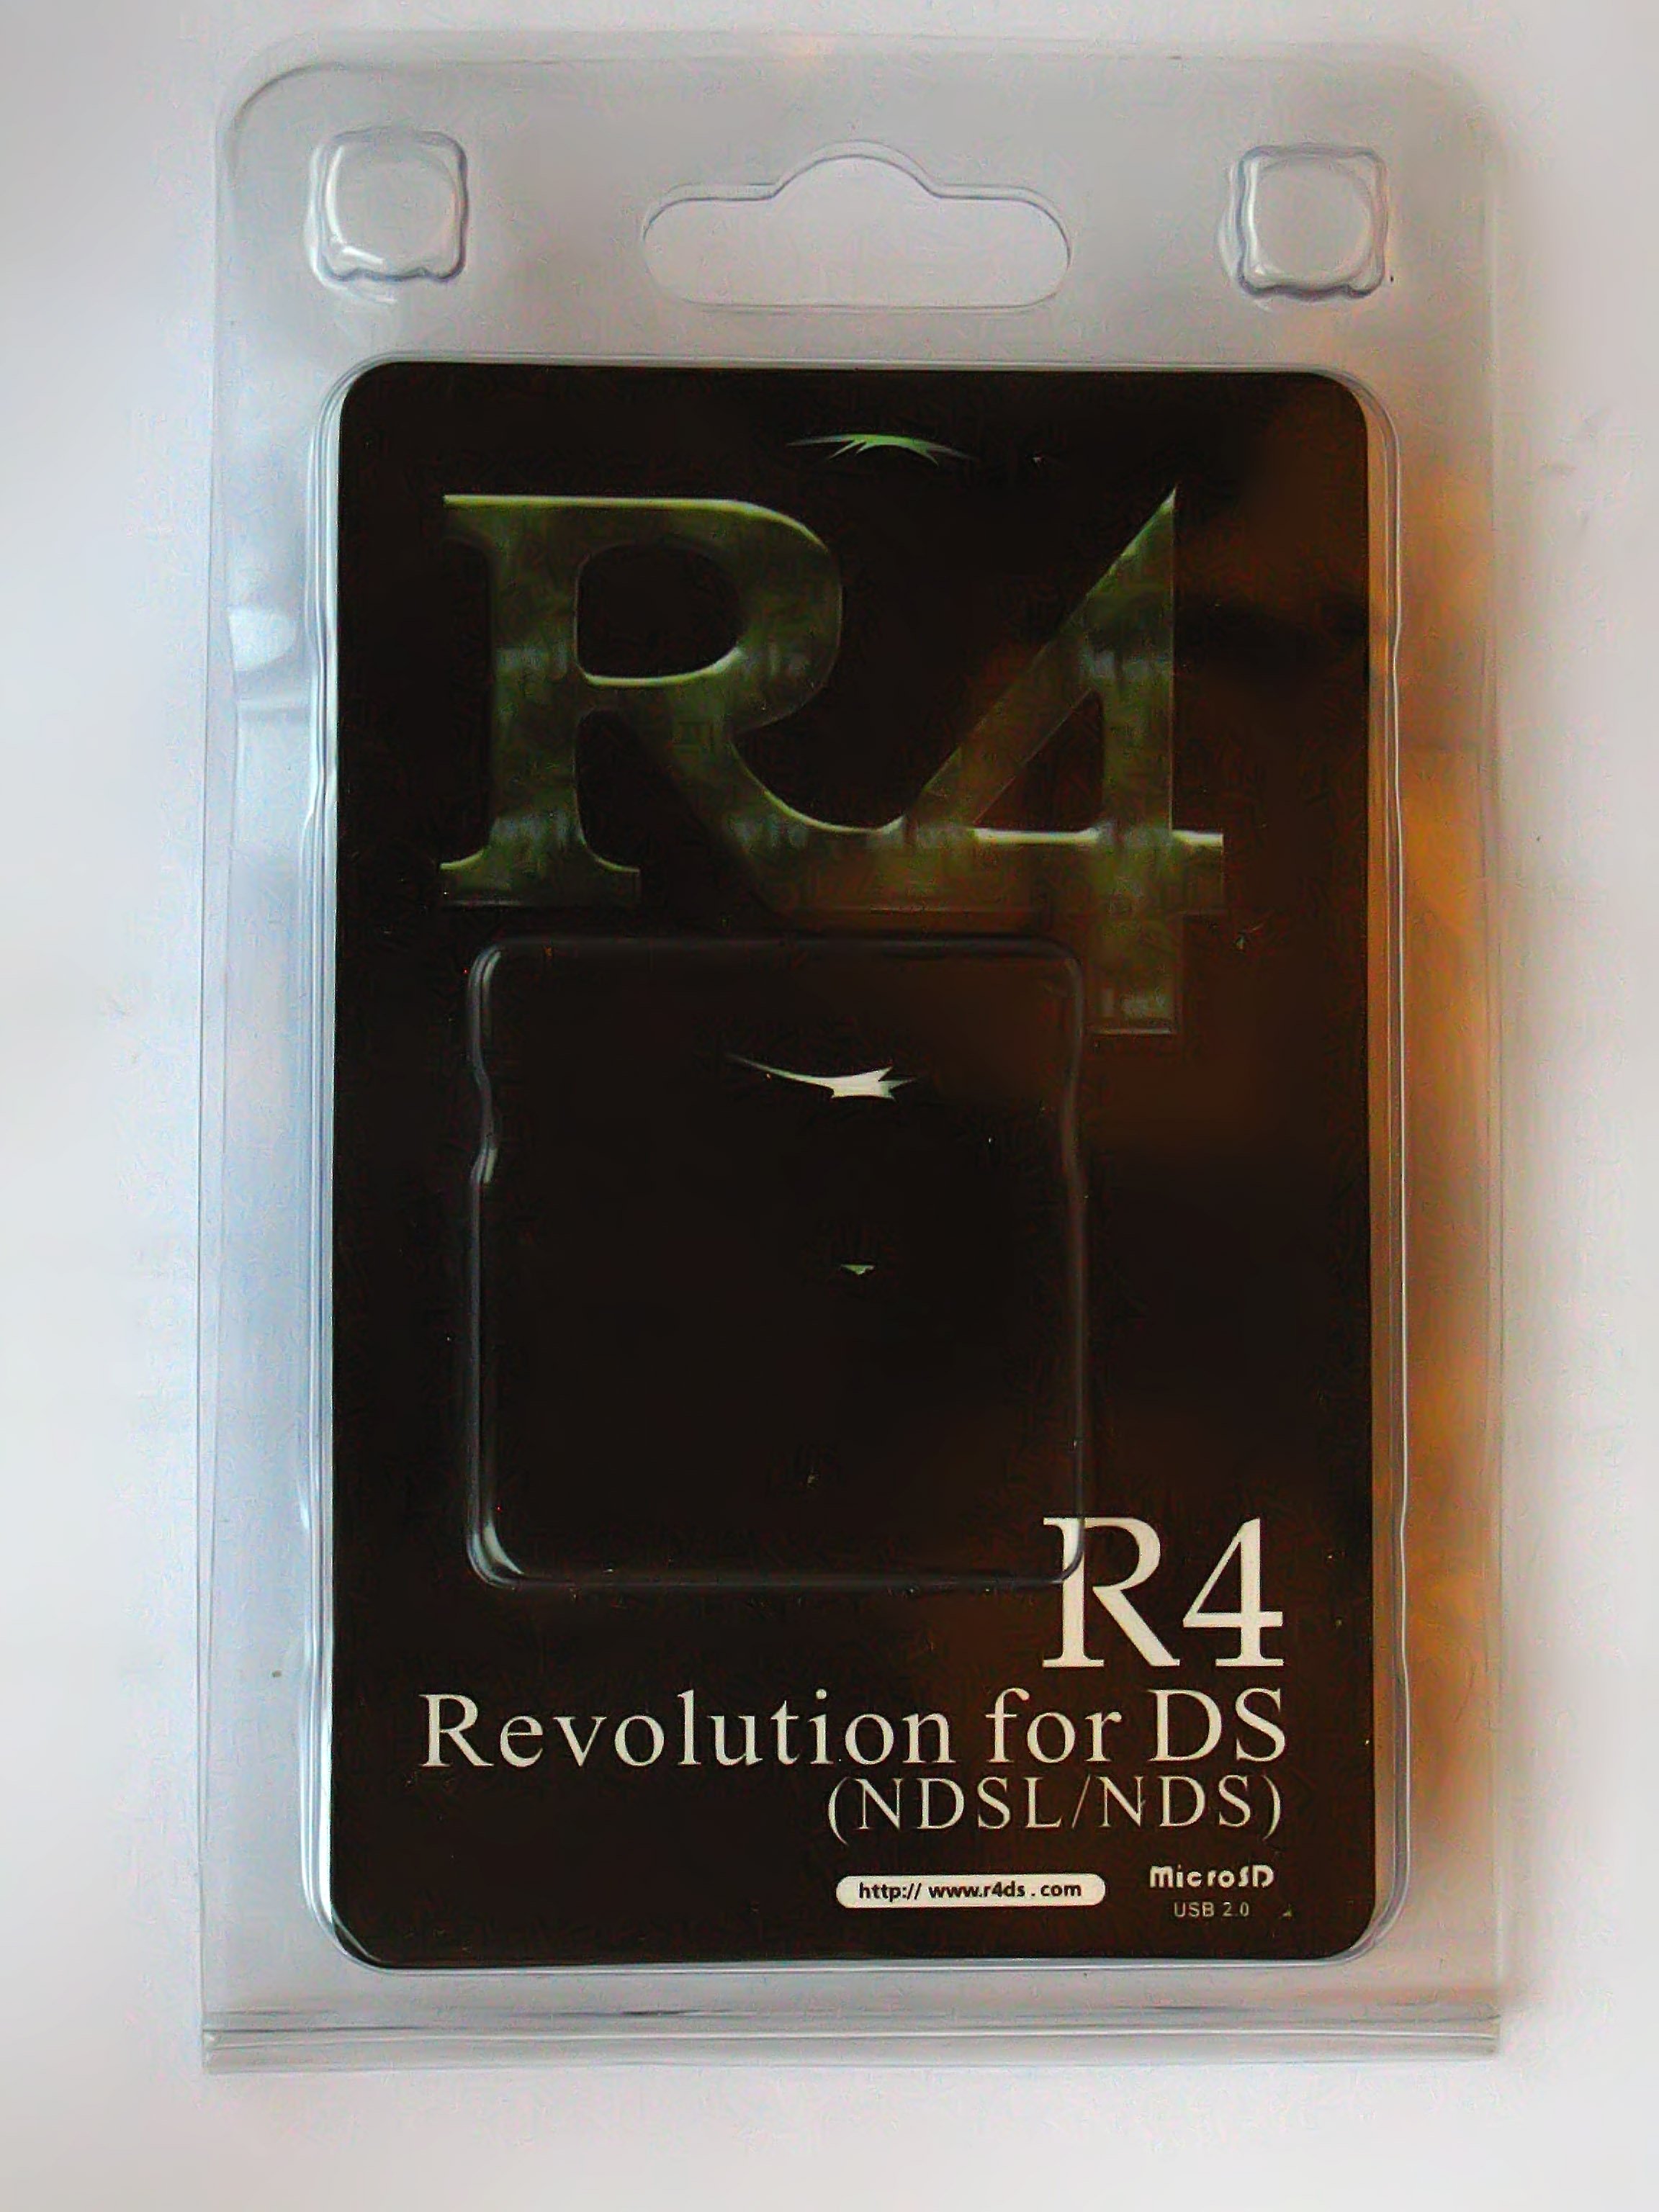 R4
R4
Revolution for DS
(NDSL/NDS)
http:// www.r4ds.com
MicroSD
USB 2.0